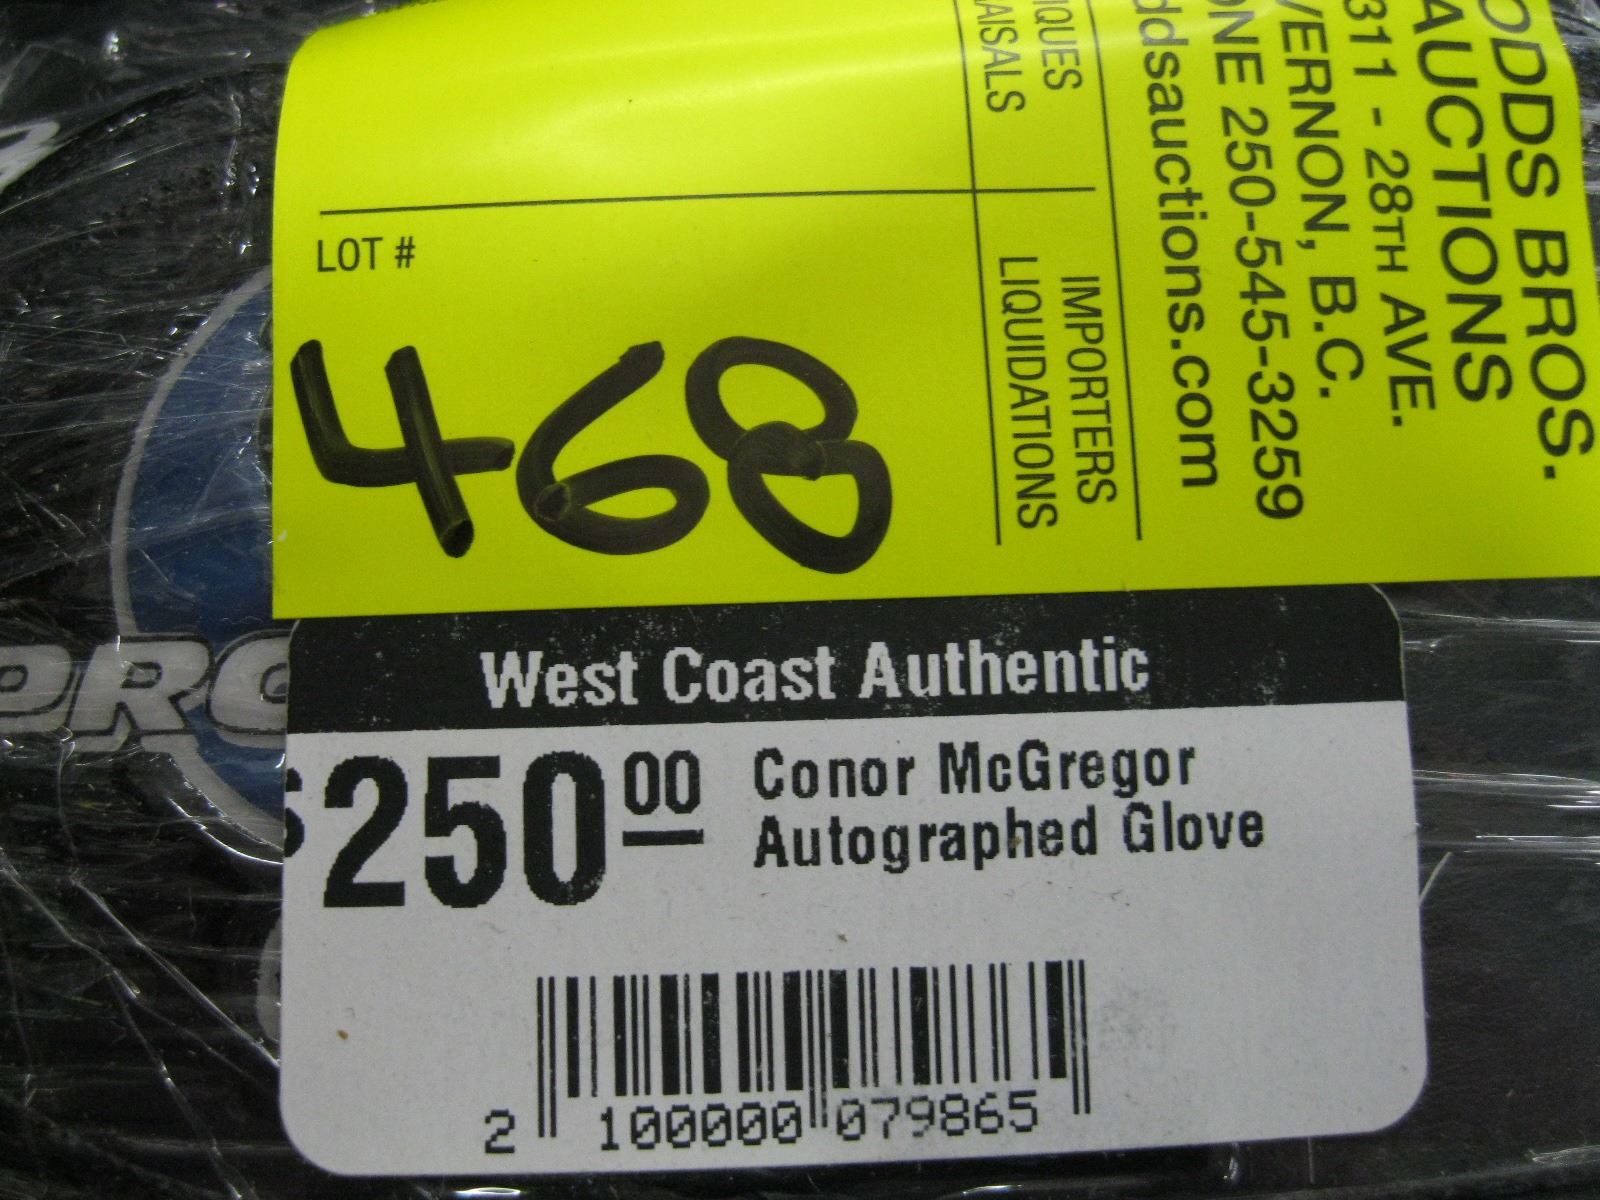 ODDS BROS.
AUCTIONS
311 - 28TH AVE.
VERNON, B.C.
ONE 250-545-3259
ddsauctions.com
IQUES
AISALS
IMPORTERS
LIQUIDATIONS
LOT #
468
West Coast Authentic
$250.00
Conor McGregor
Autographed Glove
2 100000 079865
PRO